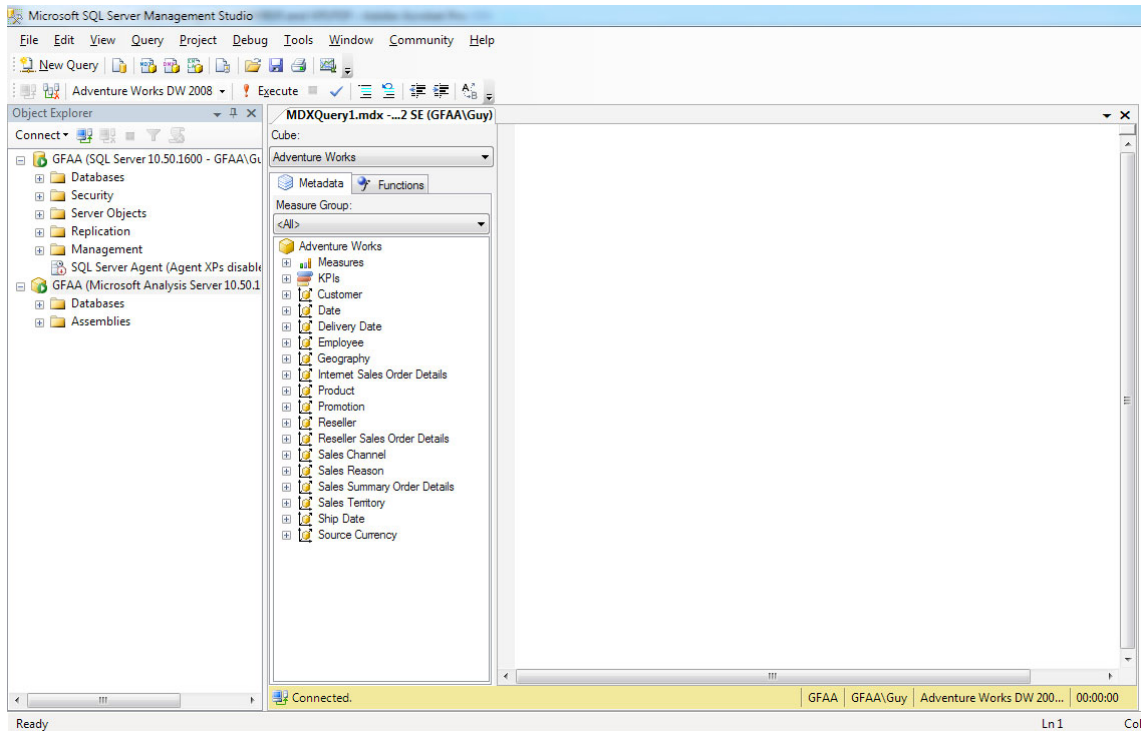 Microsoft SQL Server Management Studio
File Edit View Query Project Debug Tools Window Community Help
New Query
Adventure Works DW 2008 Execute
Object Explorer
Connect
GFAA (SQL Server 10.50.1600 - GFAA\Gu
Databases
Security
Server Objects
Replication
Management
SQL Server Agent (Agent XPs disable
GFAA (Microsoft Analysis Server 10.50.1
Databases
Assemblies
MDXQuery1.mdx -...2 SE (GFAA\Guy)
Cube:
Adventure Works
Metadata Functions
Measure Group:
<All>
Adventure Works
Measures
KPIs
Customer
Date
Delivery Date
Employee
Geography
Internet Sales Order Details
Product
Promotion
Reseller
Reseller Sales Order Details
Sales Channel
Sales Reason
Sales Summary Order Details
Sales Territory
Ship Date
Source Currency
Connected. GFAA GFAA\Guy Adventure Works DW 200... 00:00:00
Ready Ln 1 Col